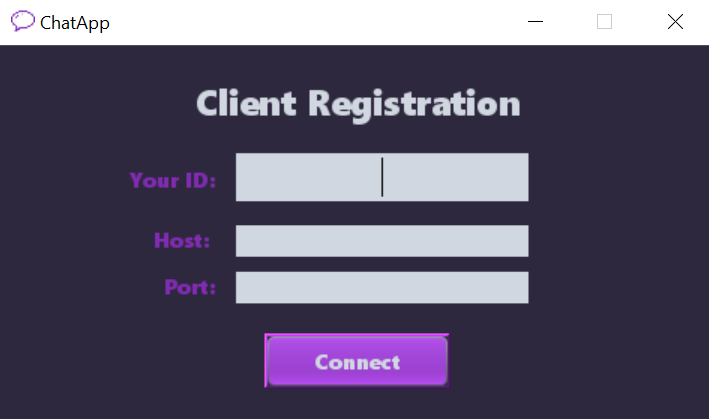 ChatApp
Client Registration
Your ID:
Host:
Port:
Connect